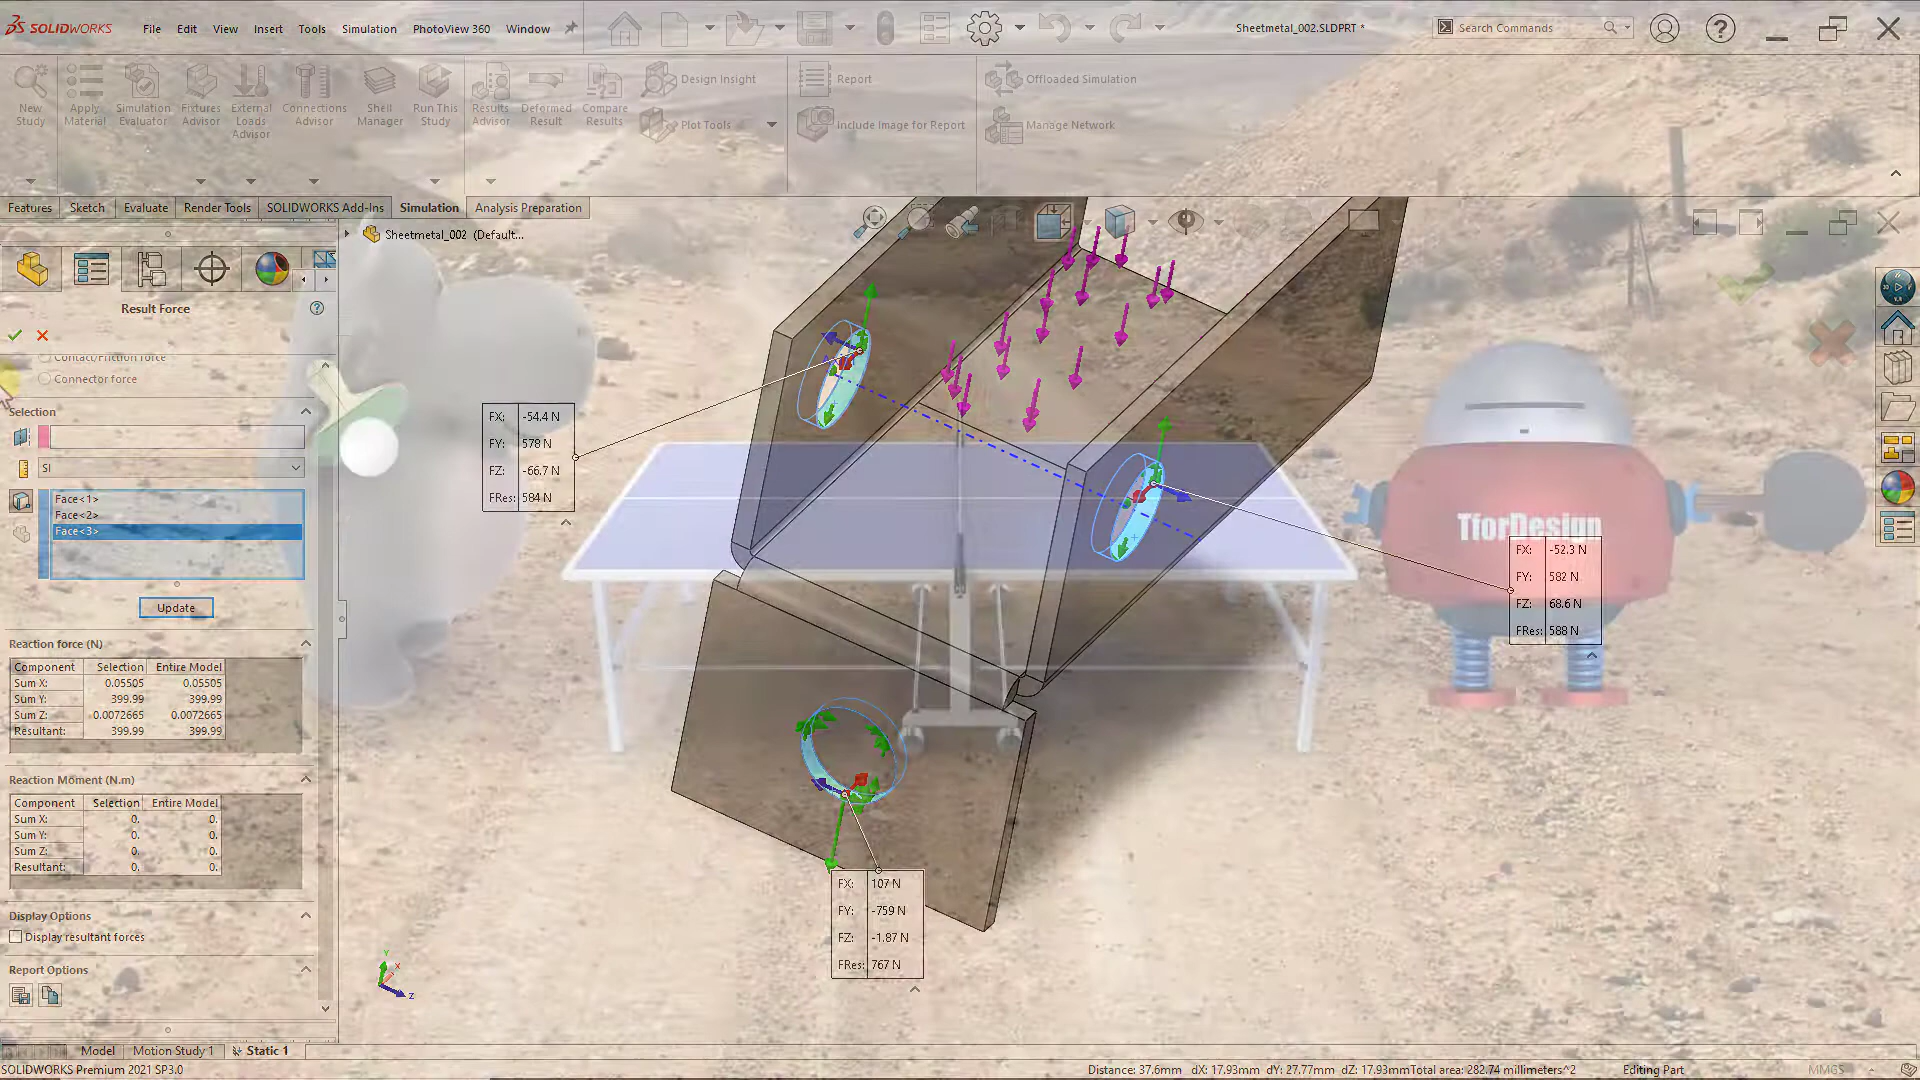 SOLIDWORKS File Edit View Insert Tools Simulation PhotoView 360 Window Sheetmetal_002.SLDPRT * Search Commands
New Study
Apply Material
Simulation Evaluator
Fixtures Advisor
External Loads Advisor
Connections Advisor
Shell Manager
Run This Study
Results Advisor
Deformed Result
Compare Results
Design Insight
Plot Tools
Report
Include Image for Report
Offloaded Simulation
Manage Network
Features Sketch Evaluate Render Tools SOLIDWORKS Add-Ins Simulation Analysis Preparation
Sheetmetal_002 (Default...
Result Force
Contact/Friction force
Connector force
Selection
SI
Face<1>
Face<2>
Face<3>
Update
Reaction force (N)
Component Selection Entire Model
Sum X: 0.05505 0.05505
Sum Y: 399.99 399.99
Sum Z: 0.0072665 0.0072665
Resultant: 399.99 399.99
Reaction Moment (N.m)
Component Selection Entire Model
Sum X: 0. 0.
Sum Y: 0. 0.
Sum Z: 0. 0.
Resultant: 0. 0.
Display Options
Display resultant forces
Report Options
FX: -54.4 N
FY: 578 N
FZ: -66.7 N
FRes: 584 N
TforDesign
FX: -52.3 N
FY: 582 N
FZ: 68.6 N
FRes: 588 N
FX: 107 N
FY: -759 N
FZ: -1.87 N
FRes: 767 N
Y
X
Z
Model Motion Study 1 Static 1
SOLIDWORKS Premium 2021 SP3.0 Distance: 37.6mm dX: 17.93mm dY: 27.77mm dZ: 17.93mmTotal area: 282.74 millimeters^2 Editing Part MMGS